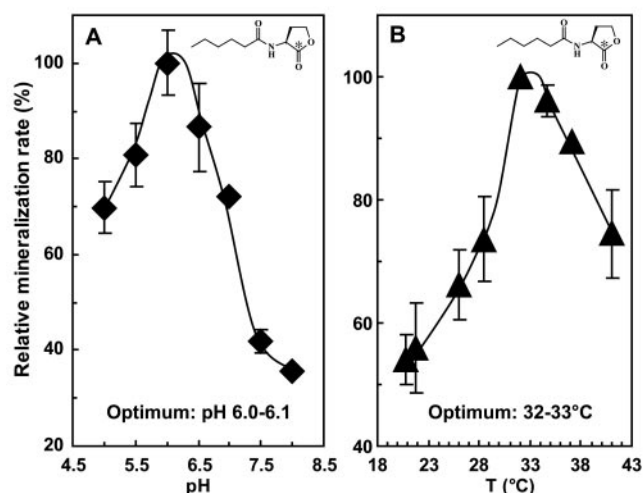 A
B
O
N
H
O
O
*
O
N
H
O
O
*
Relative mineralization rate (%)
120
100
80
60
40
20
4.5 5.5 6.5 7.5 8.5
pH
Optimum: pH 6.0-6.1
100
80
60
40
18 23 28 33 38 43
T (°C)
Optimum: 32-33°C